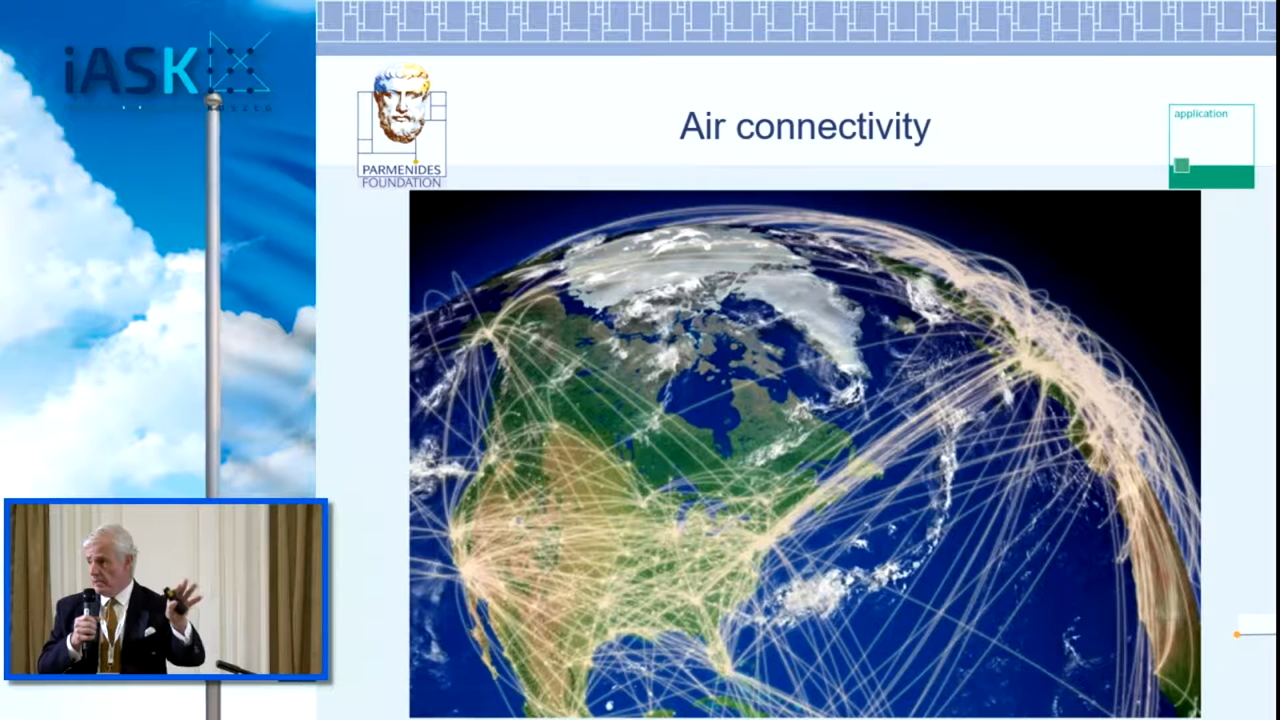 iASK
Air connectivity
application
PARMENIDES
FOUNDATION